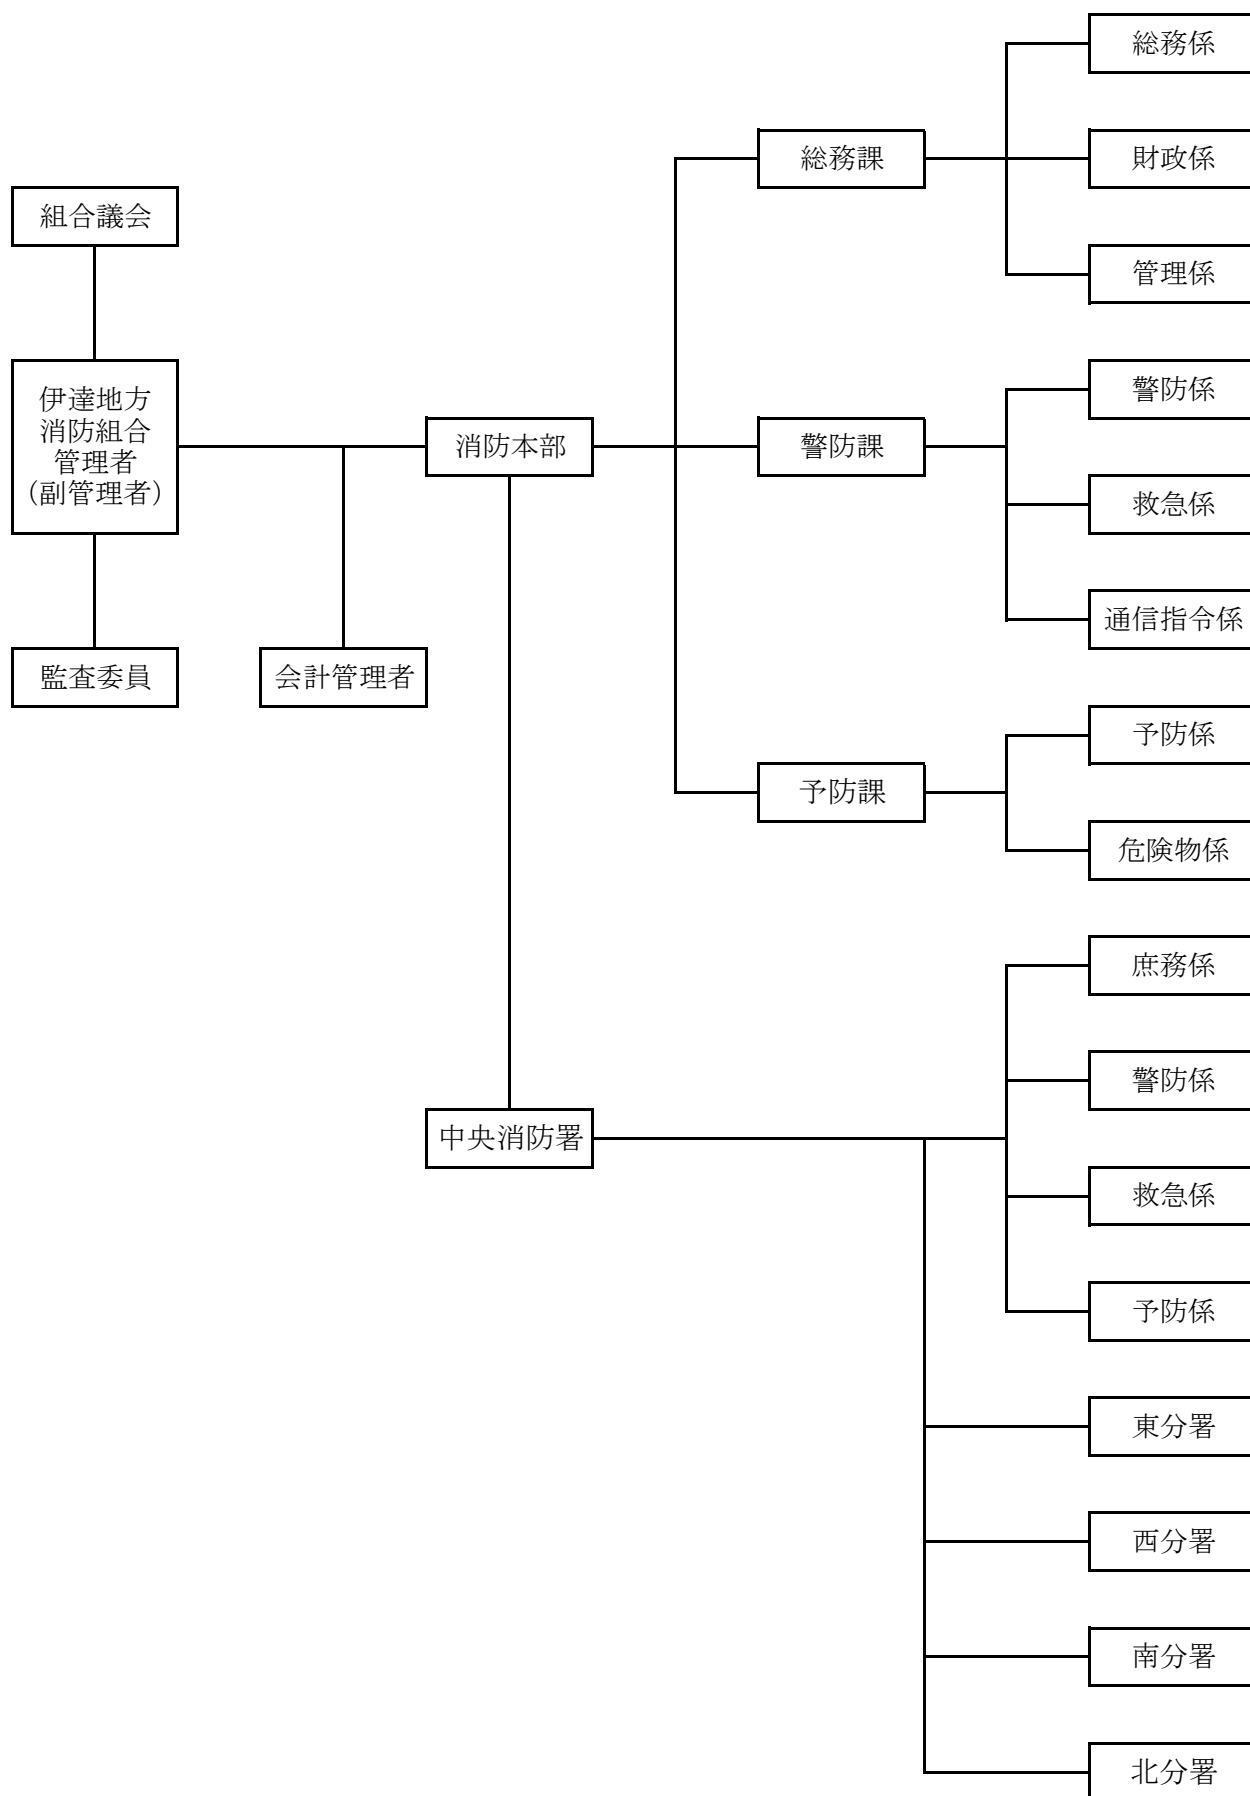 組合議会
伊達地方
消防組合
管理者
(副管理者)
監査委員
会計管理者
消防本部
中央消防署
総務課
警防課
予防課
総務係
財政係
管理係
警防係
救急係
通信指令係
予防係
危険物係
庶務係
警防係
救急係
予防係
東分署
西分署
南分署
北分署